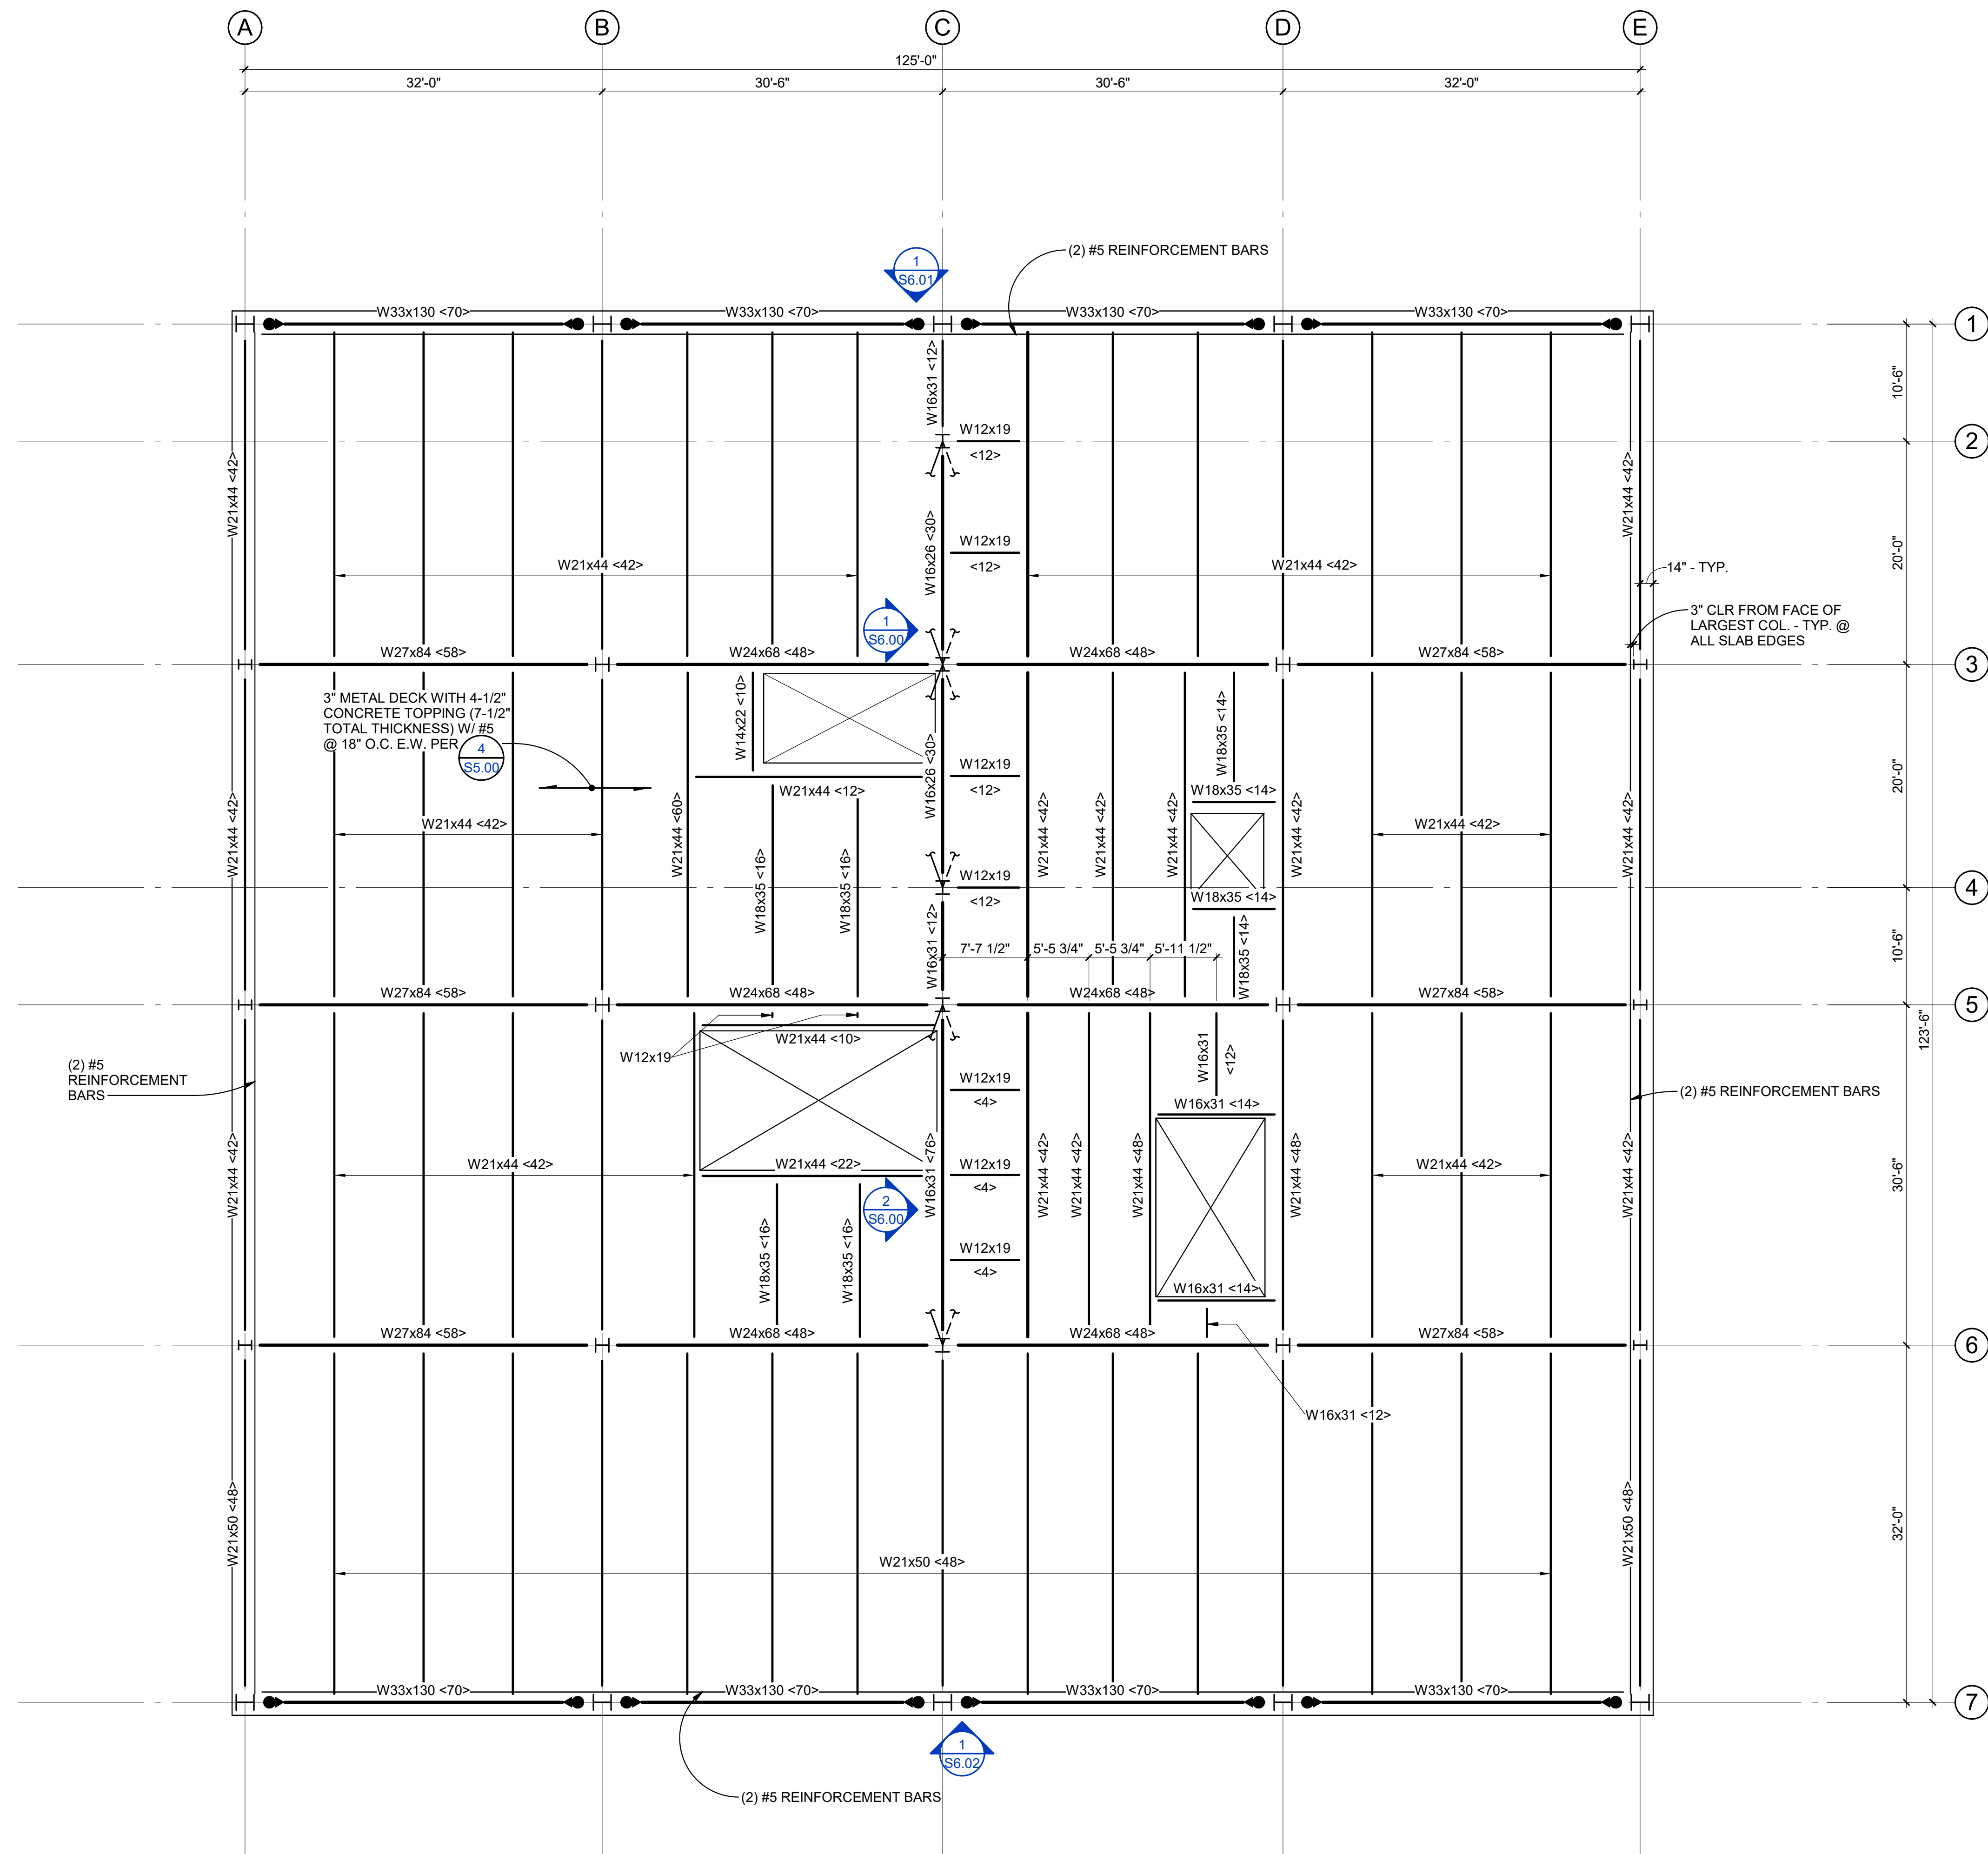 A
B
C
D
E
125'-0"
32'-0"
30'-6"
30'-6"
32'-0"
(2) #5 REINFORCEMENT BARS
1
S6.01
W33x130 <70>
W33x130 <70>
W33x130 <70>
W33x130 <70>
1
W16x31 <12>
10'-6"
W12x19
<12>
2
W21x44 <42>
W21x44 <42>
W16x26 <30>
W12x19
<12>
20'-0"
W21x44 <42>
W21x44 <42>
14" - TYP.
3" CLR FROM FACE OF
LARGEST COL. - TYP. @
ALL SLAB EDGES
1
S6.00
W27x84 <58>
W24x68 <48>
W24x68 <48>
W27x84 <58>
3
3" METAL DECK WITH 4-1/2"
CONCRETE TOPPING (7-1/2"
TOTAL THICKNESS) W/ #5
@ 18" O.C. E.W. PER
4
S5.00
W14x22 <10>
W18x35 <14>
W16x26 <30>
W12x19
<12>
20'-0"
W21x44 <12>
W18x35 <14>
W21x44 <42>
W21x44 <42>
W21x44 <60>
W21x44 <42>
W21x44 <42>
W21x44 <42>
W21x44 <42>
W21x44 <42>
W21x44 <42>
W18x35 <16>
W18x35 <16>
W12x19
<12>
W18x35 <14>
4
W16x31 <12>
W18x35 <14>
10'-6"
7'-7 1/2"
5'-5 3/4"
5'-5 3/4"
5'-11 1/2"
W27x84 <58>
W24x68 <48>
W24x68 <48>
W27x84 <58>
5
123'-6"
W21x44 <10>
W12x19
W16x31
<12>
(2) #5
REINFORCEMENT
BARS
W12x19
<4>
W16x31 <14>
(2) #5 REINFORCEMENT BARS
W21x44 <42>
W21x44 <42>
W21x44 <22>
W16x31 <76>
W12x19
<4>
W21x44 <42>
W21x44 <42>
W21x44 <48>
W21x44 <48>
W21x44 <42>
W21x44 <42>
30'-6"
2
S6.00
W18x35 <16>
W18x35 <16>
W12x19
<4>
W16x31 <14>
W27x84 <58>
W24x68 <48>
W24x68 <48>
W27x84 <58>
6
W16x31 <12>
W21x50 <48>
W21x50 <48>
W21x50 <48>
32'-0"
W33x130 <70>
W33x130 <70>
W33x130 <70>
W33x130 <70>
7
1
S6.02
(2) #5 REINFORCEMENT BARS